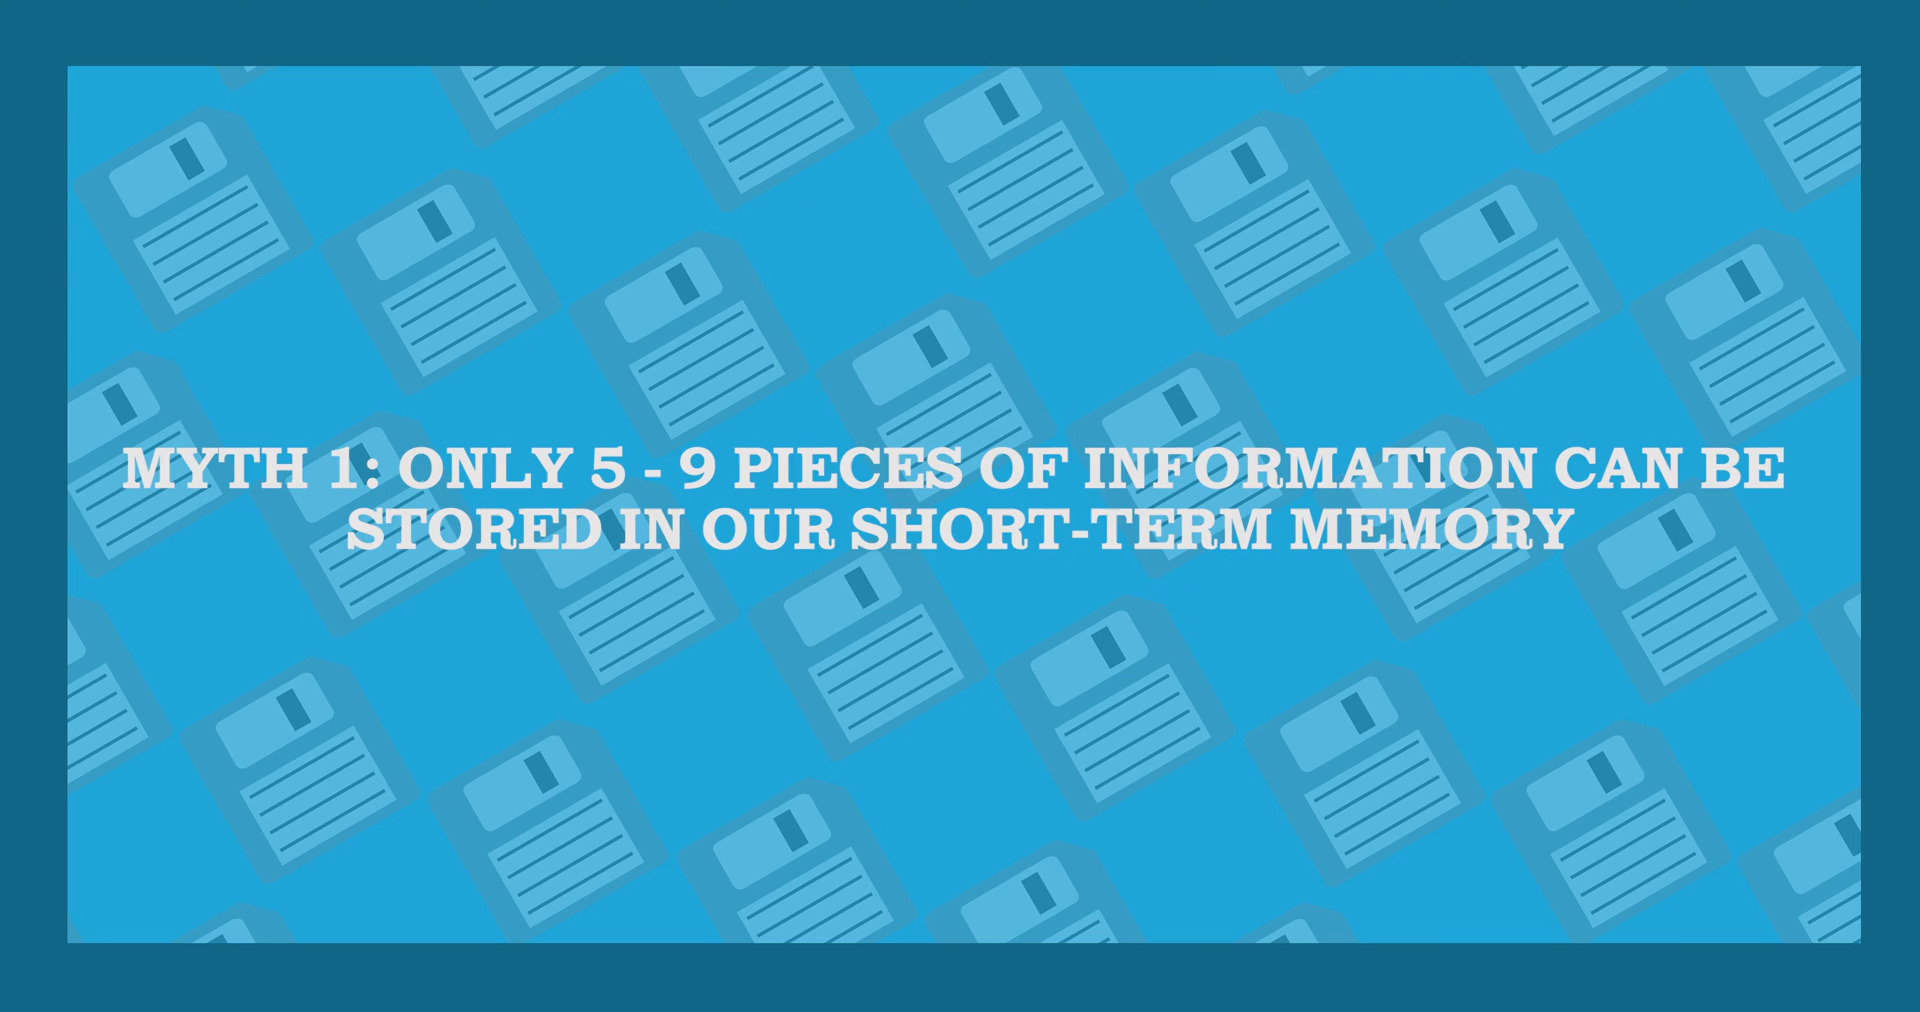 MYTH 1: ONLY 5 - 9 PIECES OF INFORMATION CAN BE
STORED IN OUR SHORT-TERM MEMORY